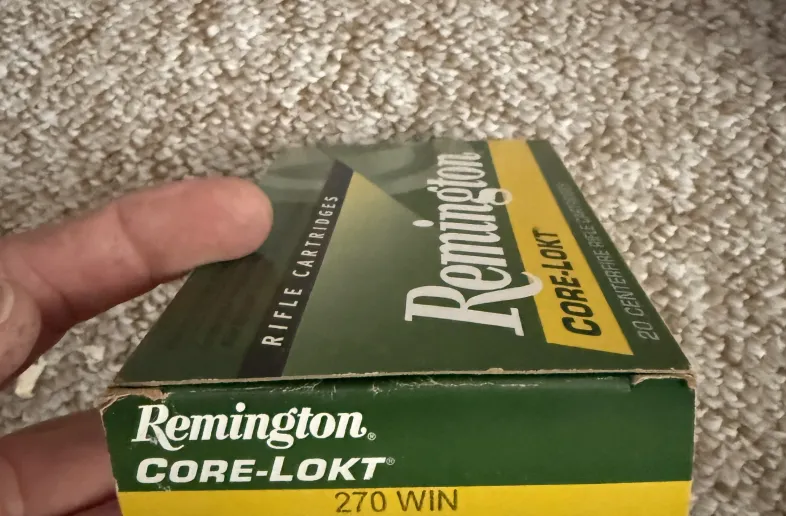 RIFLE CARTRIDGES
Remington
CORE-LOKT
20 CENTERFIRE RIFLE CARTRIDGES
Remington®
CORE-LOKT®
270 WIN